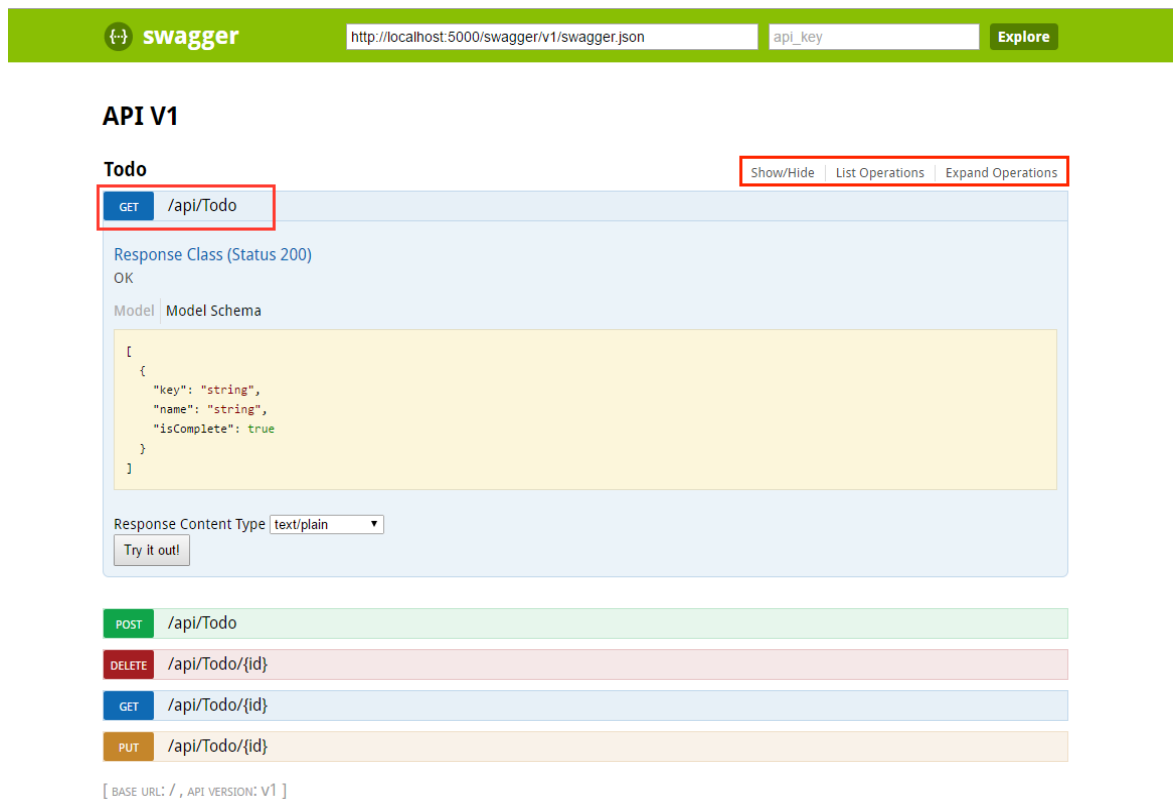 {··} swagger http://localhost:5000/swagger/v1/swagger.json api_key Explore
API V1
Todo Show/Hide List Operations Expand Operations
GET /api/Todo
Response Class (Status 200)
OK
Model Model Schema
[
{
"key": "string",
"name": "string",
"isComplete": true
}
]
Response Content Type text/plain
Try it out!
POST /api/Todo
DELETE /api/Todo/{id}
GET /api/Todo/{id}
PUT /api/Todo/{id}
[ BASE URL: / , API VERSION: V1 ]